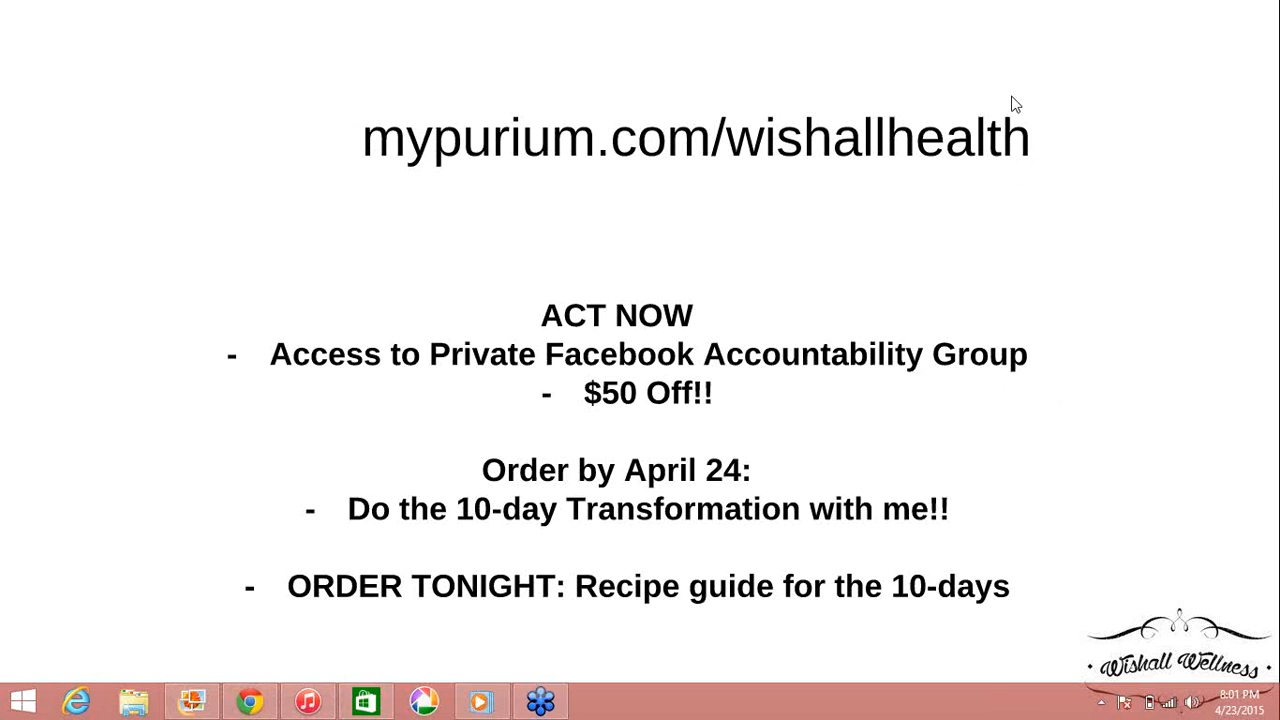 mypurium.com/wishallhealth
ACT NOW
- Access to Private Facebook Accountability Group
- $50 Off!!
Order by April 24:
- Do the 10-day Transformation with me!!
- ORDER TONIGHT: Recipe guide for the 10-days
Wishall Wellness
8:01 PM
4/23/2015